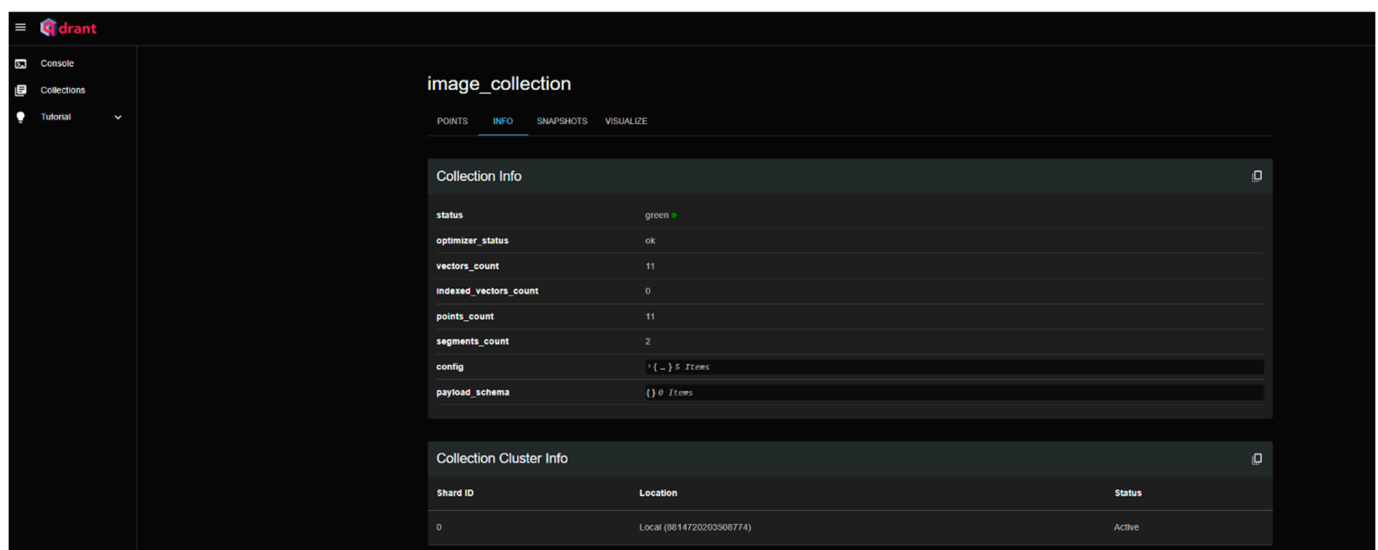 qdrant
Console
Collections
Tutorial
image_collection
POINTS INFO SNAPSHOTS VISUALIZE
Collection Info
status green
optimizer_status ok
vectors_count 11
indexed_vectors_count 0
points_count 11
segments_count 2
config {…} 5 Items
payload_schema {} 0 Items
Collection Cluster Info
Shard ID Location Status
0 Local (8814720203508774) Active